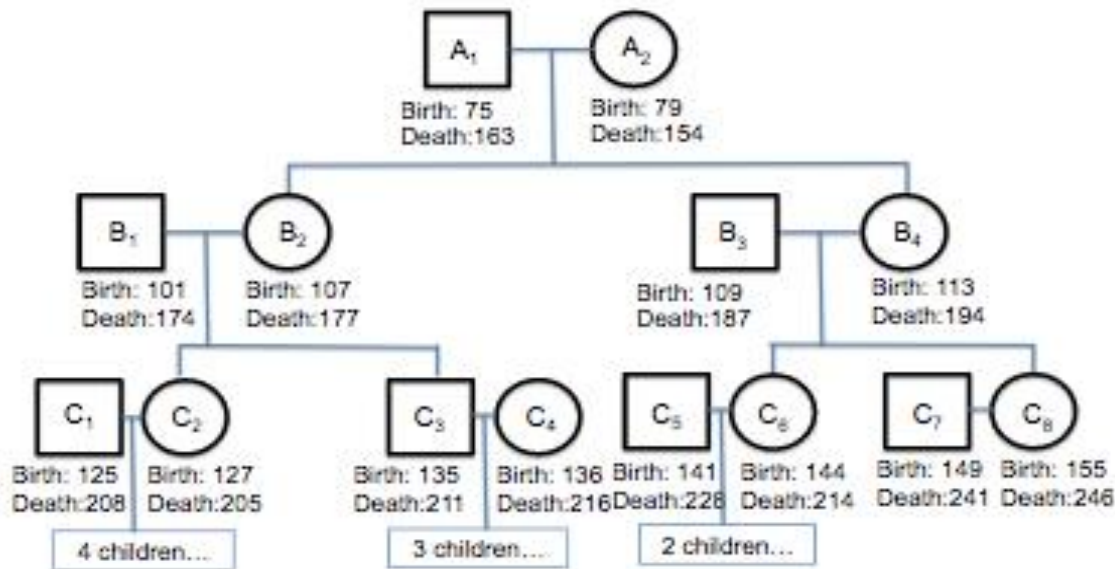 A₁
A₂
Birth: 75
Death:163
Birth: 79
Death:154
B₁
B₂
B₃
B₄
Birth: 101
Death:174
Birth: 107
Death:177
Birth: 109
Death:187
Birth: 113
Death:194
C₁
C₂
C₃
C₄
C₅
C₆
C₇
C₈
Birth: 125
Death:208
Birth: 127
Death:205
Birth: 135
Death:211
Birth: 136
Death:216
Birth: 141
Death:228
Birth: 144
Death:214
Birth: 149
Death:241
Birth: 155
Death:246
4 children...
3 children...
2 children...